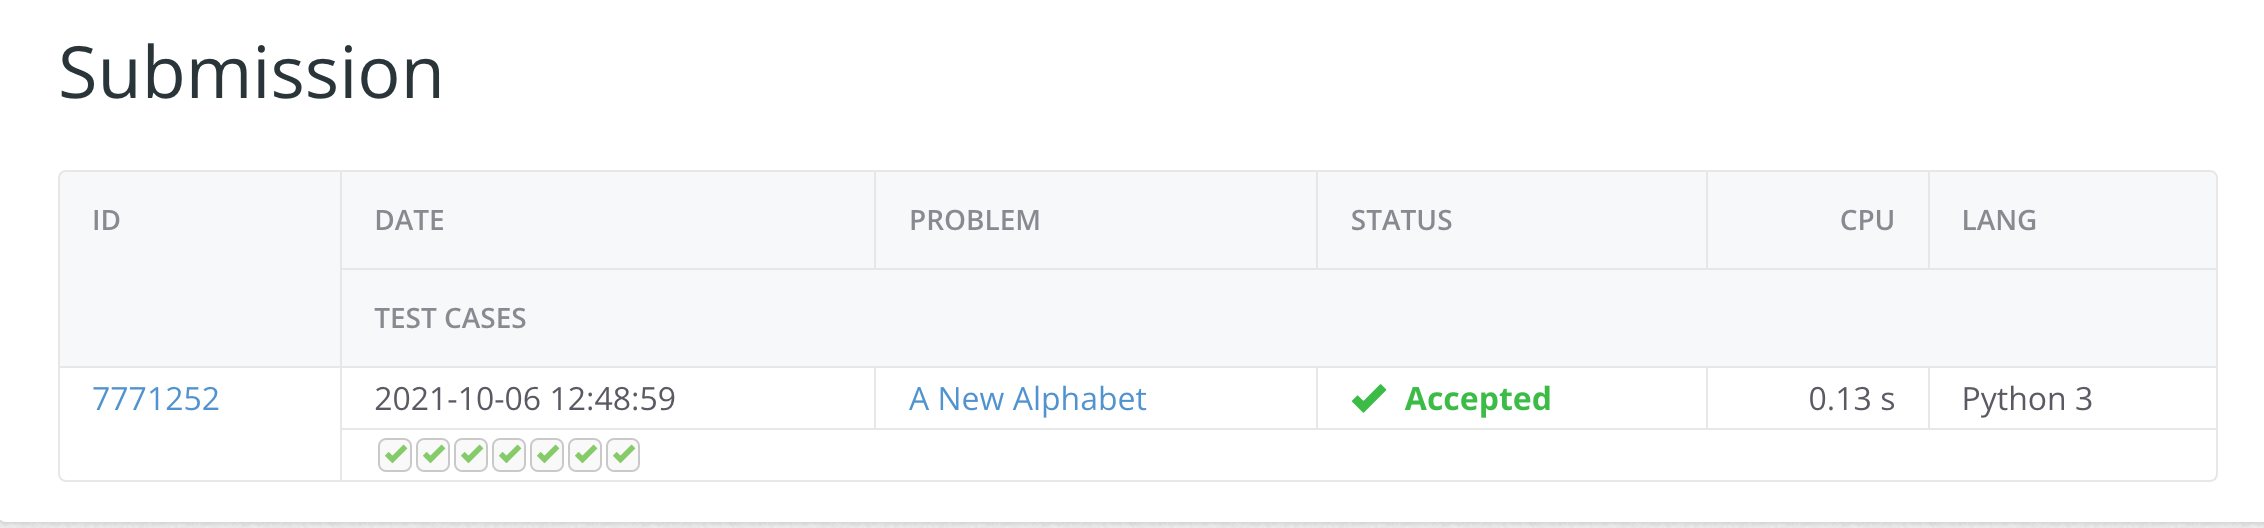 Submission
ID DATE PROBLEM STATUS CPU LANG
TEST CASES
7771252 2021-10-06 12:48:59 A New Alphabet Accepted 0.13 s Python 3